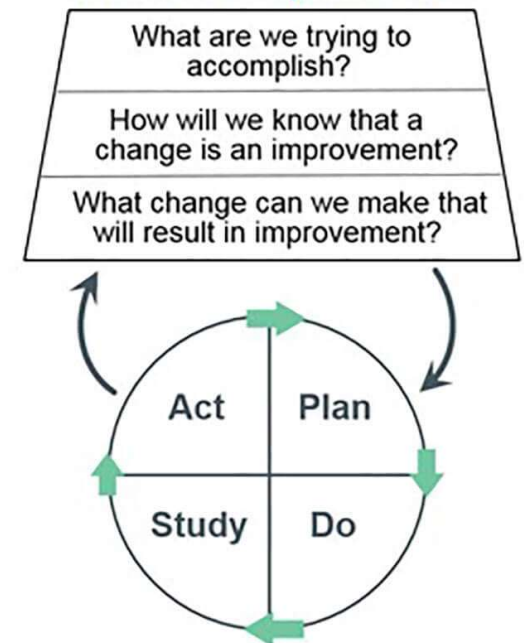 What are we trying to
accomplish?
How will we know that a
change is an improvement?
What change can we make that
will result in improvement?
Act
Plan
Study
Do